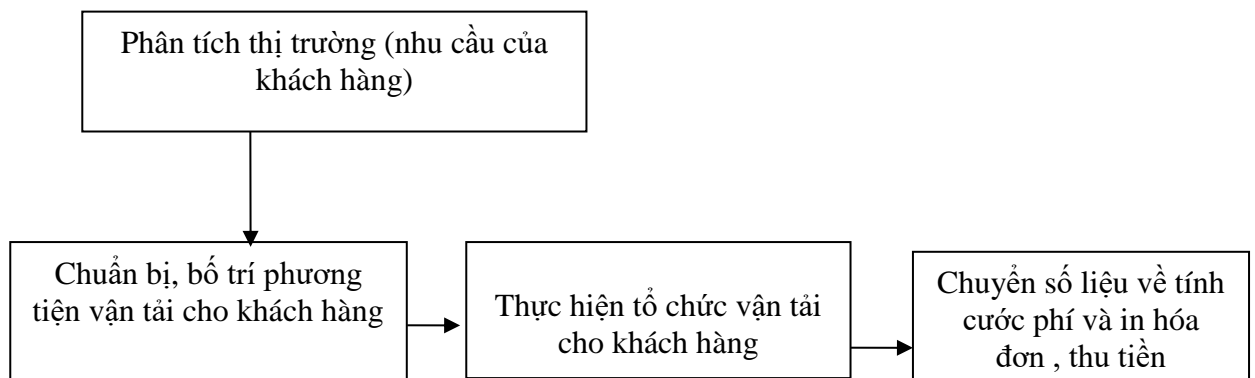 Phân tích thị trường (nhu cầu của
khách hàng)
Chuẩn bị, bố trí phương
tiện vận tải cho khách hàng
Thực hiện tổ chức vận tải
cho khách hàng
Chuyển số liệu về tính
cước phí và in hóa
đơn , thu tiền